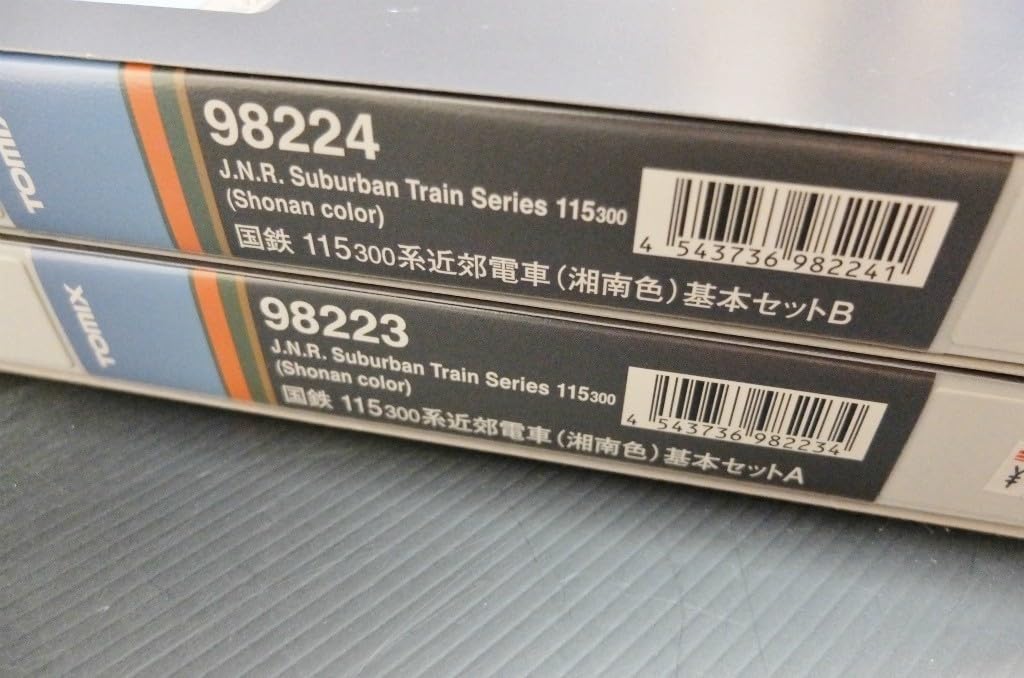 TOMIX
98224
J.N.R. Suburban Train Series 115300
(Shonan color)
国鉄 115300系近郊電車(湘南色)基本セットB
4 543736 982241
TOMIX
98223
J.N.R. Suburban Train Series 115300
(Shonan color)
国鉄 115300系近郊電車(湘南色)基本セットA
4 543736 982234
¥